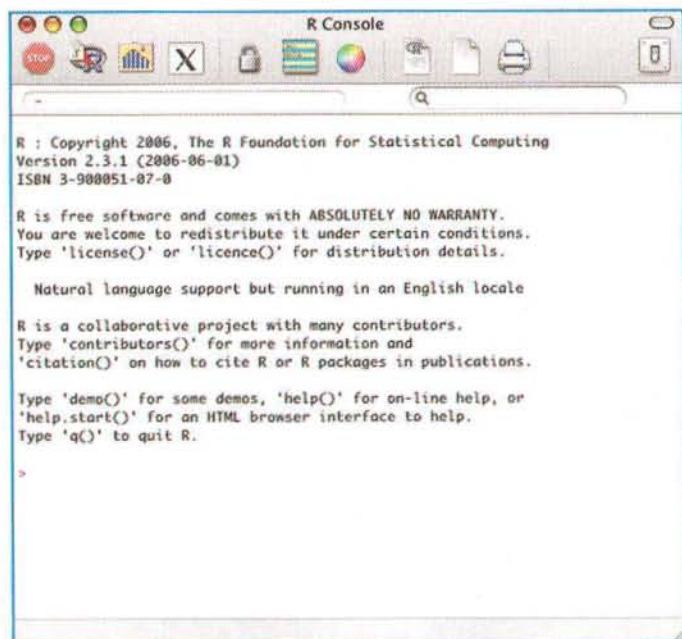 R Console
STOP
R
X
R : Copyright 2006, The R Foundation for Statistical Computing
Version 2.3.1 (2006-06-01)
ISBN 3-900051-07-0
R is free software and comes with ABSOLUTELY NO WARRANTY.
You are welcome to redistribute it under certain conditions.
Type 'license()' or 'licence()' for distribution details.
Natural language support but running in an English locale
R is a collaborative project with many contributors.
Type 'contributors()' for more information and
'citation()' on how to cite R or R packages in publications.
Type 'demo()' for some demos, 'help()' for on-line help, or
'help.start()' for an HTML browser interface to help.
Type 'q()' to quit R.
>